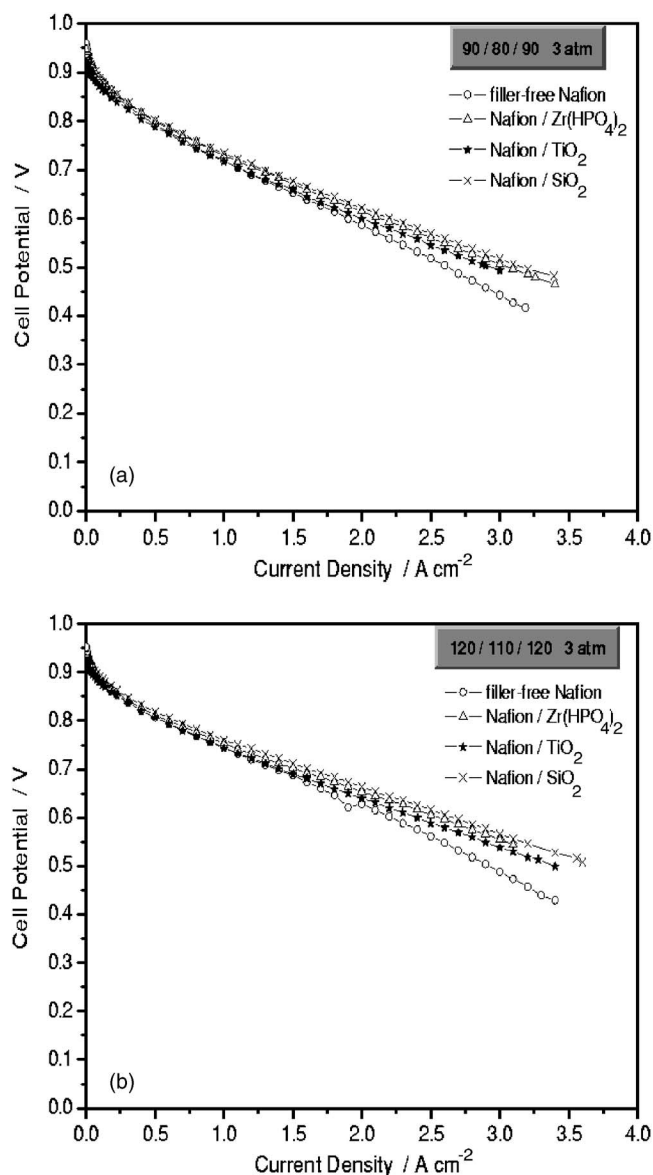 1.0
0.9
0.8
0.7
0.6
0.5
0.4
0.3
0.2
0.1
0.0
Cell Potential / V
90 / 80 / 90 3 atm
filler-free Nafion
Nafion / Zr(HPO₄)₂
Nafion / TiO₂
Nafion / SiO₂
(a)
0.0 0.5 1.0 1.5 2.0 2.5 3.0 3.5 4.0
Current Density / A cm⁻²
1.0
0.9
0.8
0.7
0.6
0.5
0.4
0.3
0.2
0.1
0.0
Cell Potential / V
120 / 110 / 120 3 atm
filler-free Nafion
Nafion / Zr(HPO₄)₂
Nafion / TiO₂
Nafion / SiO₂
(b)
0.0 0.5 1.0 1.5 2.0 2.5 3.0 3.5 4.0
Current Density / A cm⁻²